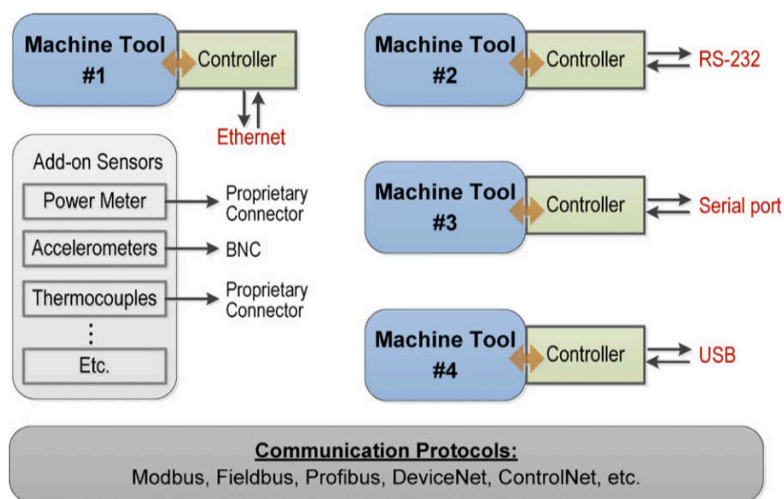 Machine Tool
#1
Controller
Ethernet
Add-on Sensors
Power Meter
Proprietary
Connector
Accelerometers
BNC
Thermocouples
Proprietary
Connector
Etc.
Machine Tool
#2
Controller
RS-232
Machine Tool
#3
Controller
Serial port
Machine Tool
#4
Controller
USB
Communication Protocols:
Modbus, Fieldbus, Profibus, DeviceNet, ControlNet, etc.